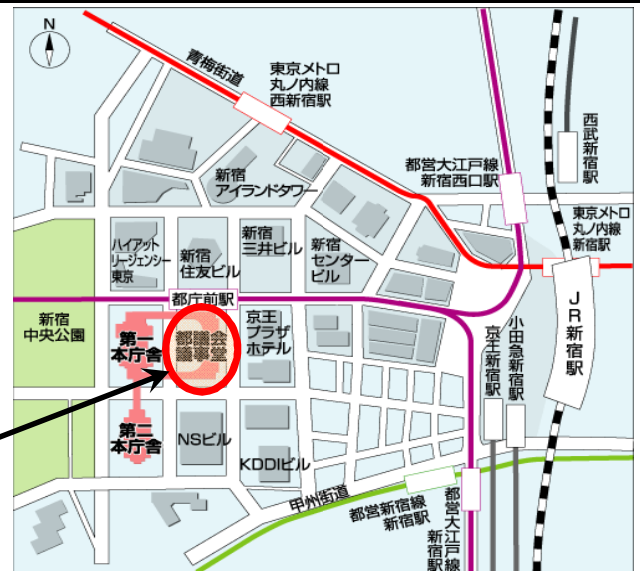 N
青梅街道
東京メトロ
丸ノ内線
西新宿駅
西武新宿駅
都営大江戸線
新宿西口駅
新宿
アイランドタワー
東京メトロ
丸ノ内線
新宿駅
ハイアット
リージェンシー
東京
新宿
住友ビル
新宿
三井ビル
新宿
センター
ビル
都庁前駅
新宿
中央公園
第一
本庁舎
都議会
議事堂
京王
プラザ
ホテル
JR新宿駅
小田急新宿駅
京王新宿駅
第二
本庁舎
NSビル
KDDIビル
甲州街道
都営新宿線
新宿駅
都営大江戸線
新宿駅